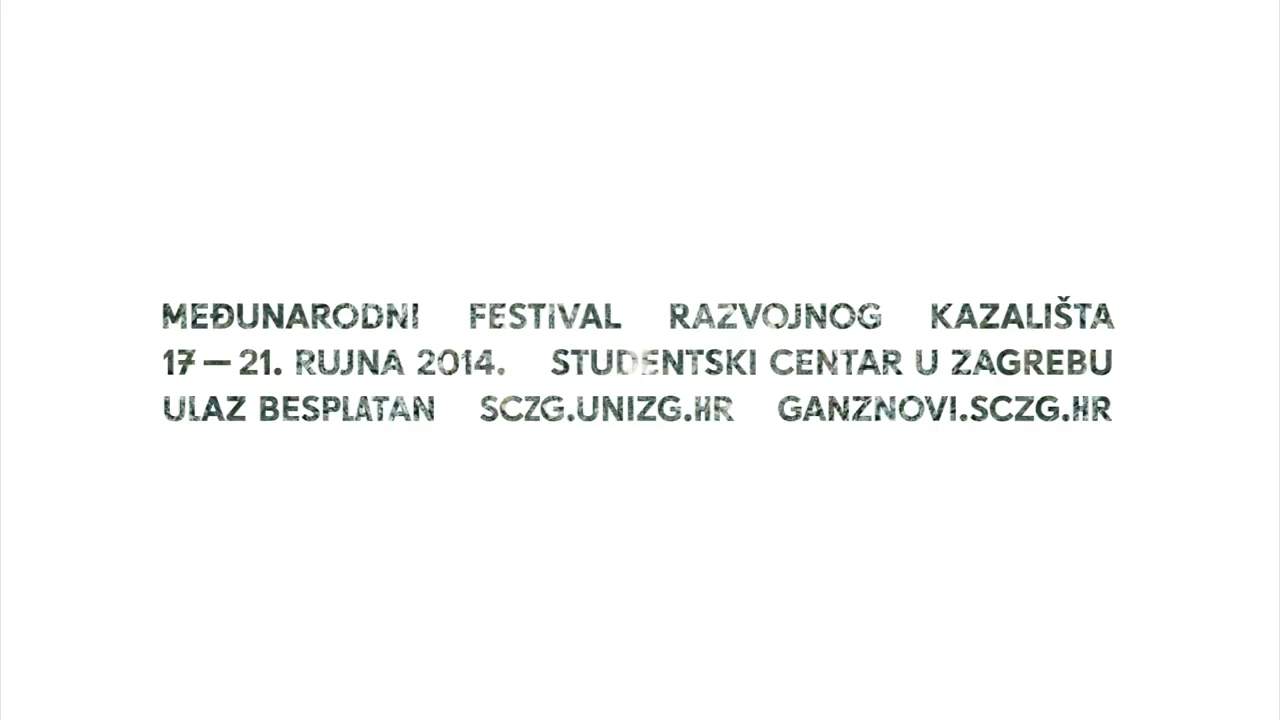 MEĐUNARODNI FESTIVAL RAZVOJNOG KAZALIŠTA
17 — 21. RUJNA 2014. STUDENTSKI CENTAR U ZAGREBU
ULAZ BESPLATAN SCZG.UNIZG.HR GANZNOVI.SCZG.HR